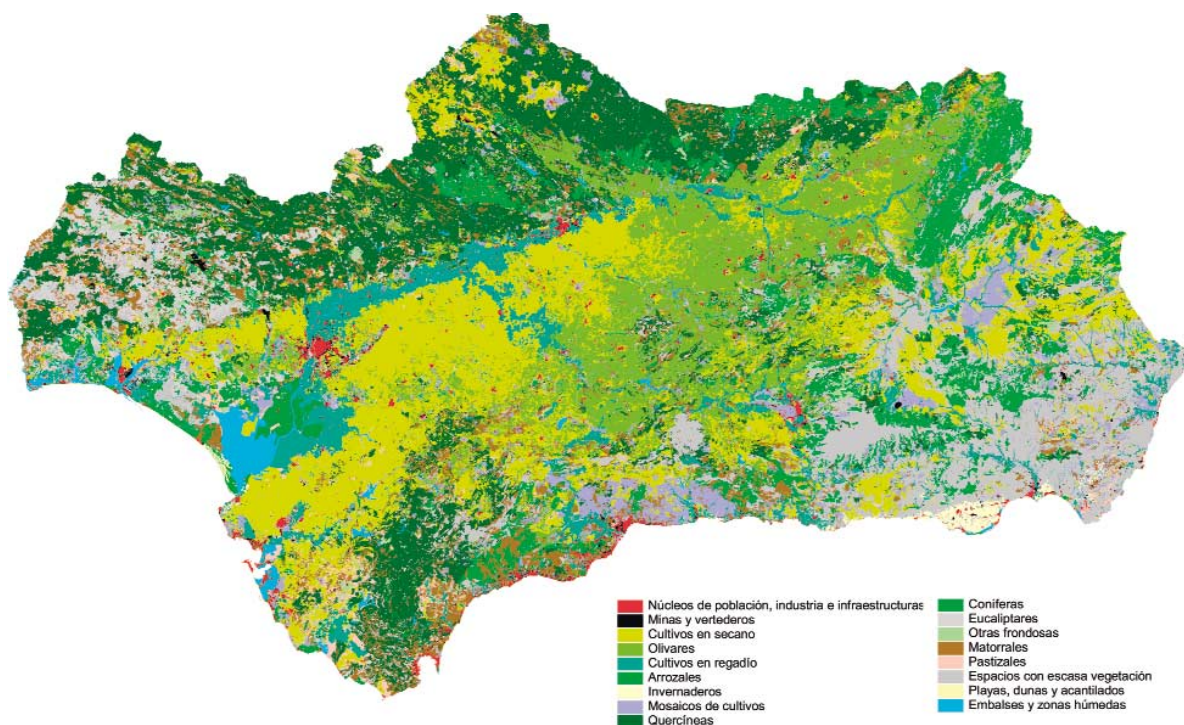 Núcleos de población, industria e infraestructuras
Minas y vertederos
Cultivos en secano
Olivares
Cultivos en regadío
Arrozales
Invernaderos
Mosaicos de cultivos
Quercíneas
Coniferas
Eucaliptares
Otras frondosas
Matorrales
Pastizales
Espacios con escasa vegetación
Playas, dunas y acantilados
Embalses y zonas húmedas